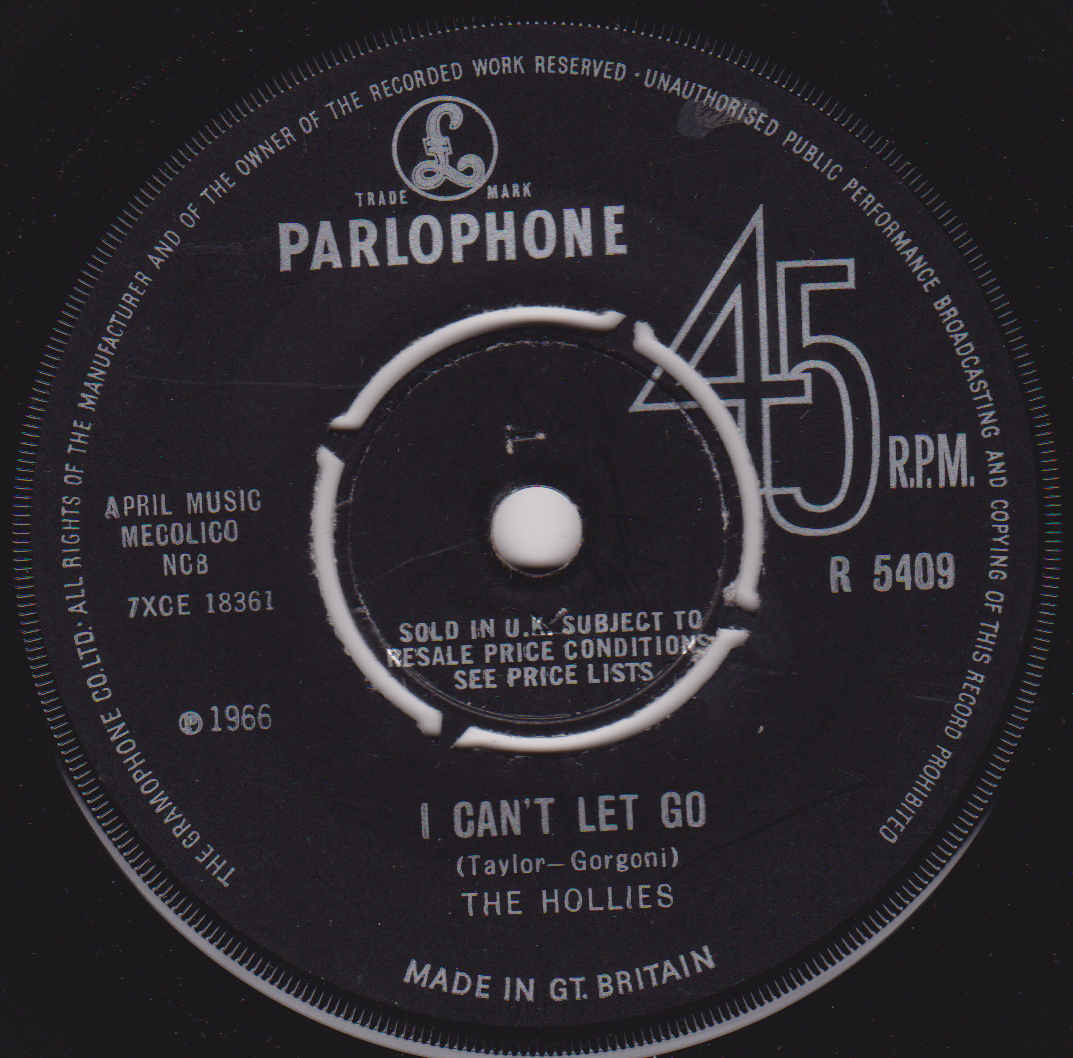 THE GRAMOPHONE CO.LTD. · ALL RIGHTS OF THE MANUFACTURER AND OF THE OWNER OF THE RECORDED WORK RESERVED · UNAUTHORISED PUBLIC PERFORMANCE BROADCASTING AND COPYING OF THIS RECORD PROHIBITED
£
TRADE MARK
PARLOPHONE
45 R.P.M.
R 5409
APRIL MUSIC
MECOLICO
NCB
7XCE 18361
Ⓟ 1966
1
SOLD IN U.K. SUBJECT TO
RESALE PRICE CONDITIONS
SEE PRICE LISTS
I CAN'T LET GO
(Taylor—Gorgoni)
THE HOLLIES
MADE IN GT. BRITAIN